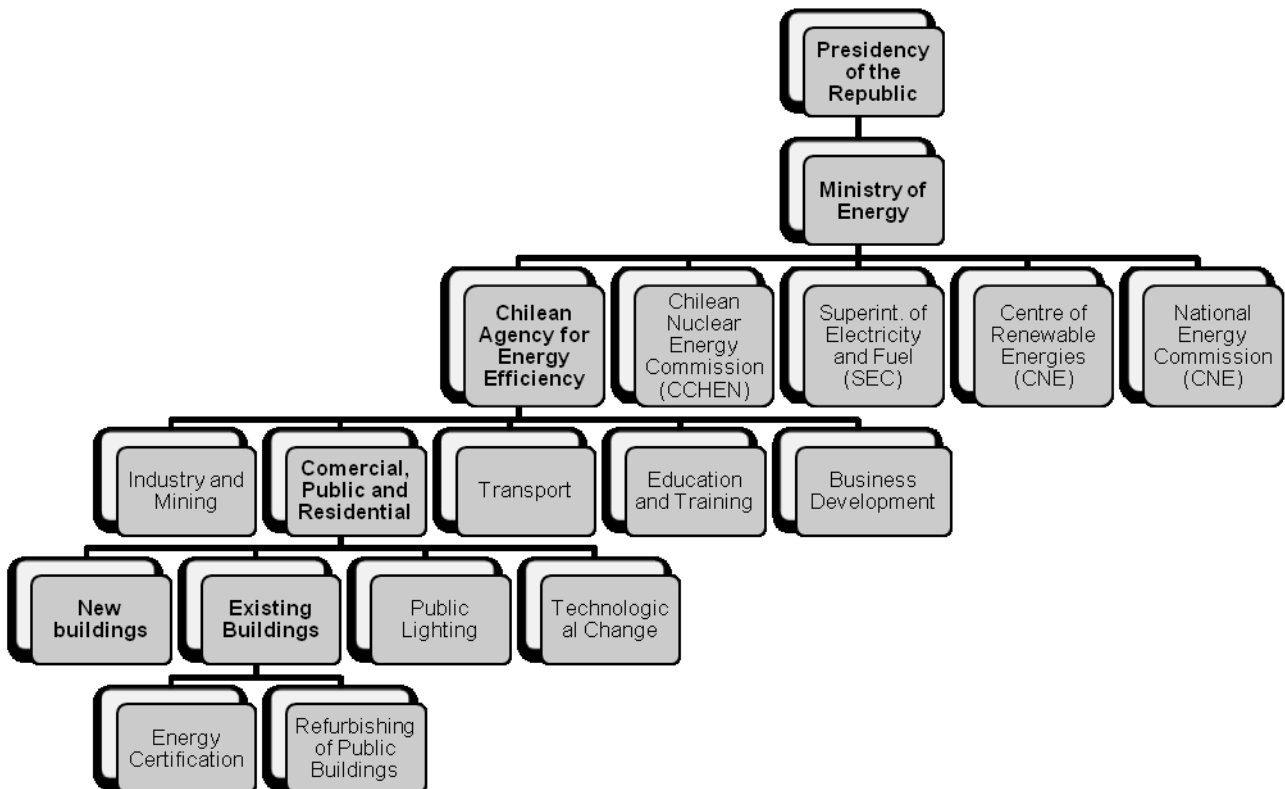 Presidency
of the
Republic
Ministry of
Energy
Chilean
Agency for
Energy
Efficiency
Chilean
Nuclear
Energy
Commission
(CCHEN)
Superint. of
Electricity
and Fuel
(SEC)
Centre of
Renewable
Energies
(CNE)
National
Energy
Commission
(CNE)
Industry and
Mining
Comercial,
Public and
Residential
Transport
Education
and Training
Business
Development
New
buildings
Existing
Buildings
Public
Lighting
Technologic
al Change
Energy
Certification
Refurbishing
of Public
Buildings